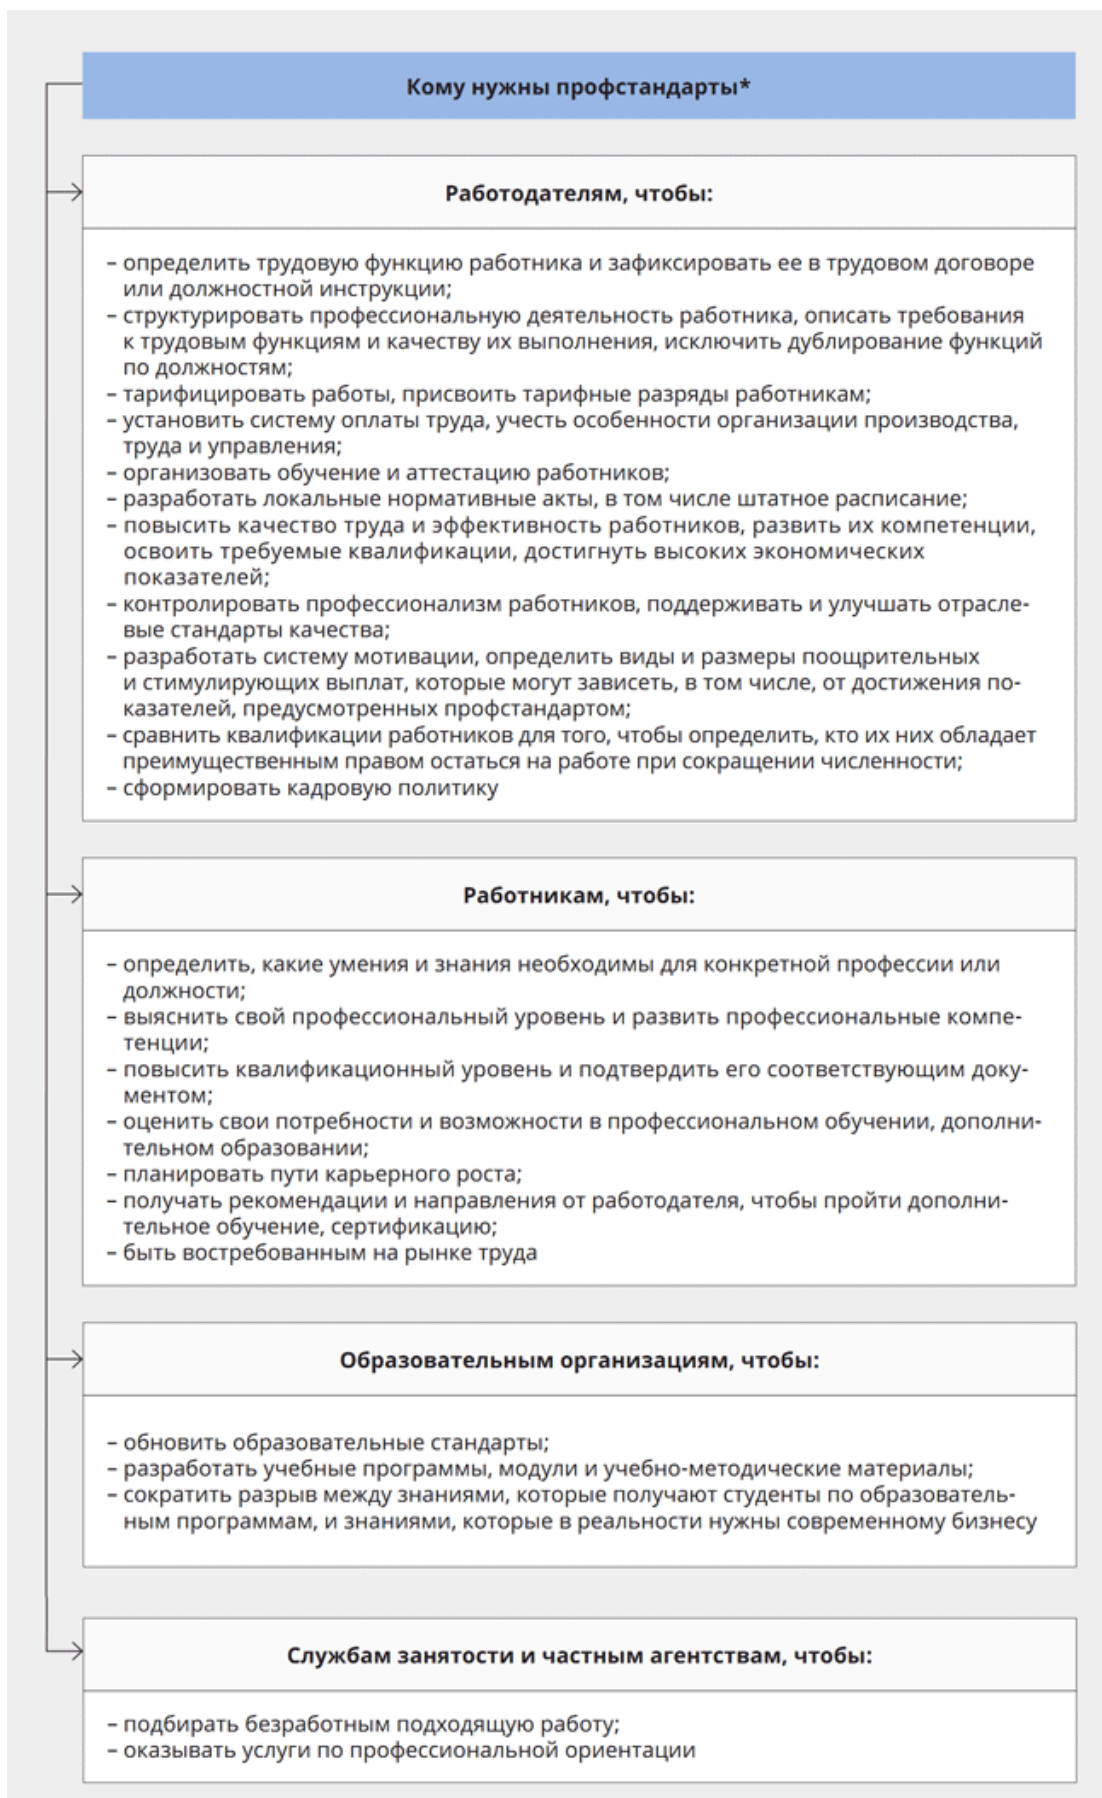 Кому нужны профстандарты*
Работодателям, чтобы:
– определить трудовую функцию работника и зафиксировать ее в трудовом договоре
или должностной инструкции;
– структурировать профессиональную деятельность работника, описать требования
к трудовым функциям и качеству их выполнения, исключить дублирование функций
по должностям;
– тарифицировать работы, присвоить тарифные разряды работникам;
– установить систему оплаты труда, учесть особенности организации производства,
труда и управления;
– организовать обучение и аттестацию работников;
– разработать локальные нормативные акты, в том числе штатное расписание;
– повысить качество труда и эффективность работников, развить их компетенции,
освоить требуемые квалификации, достигнуть высоких экономических
показателей;
– контролировать профессионализм работников, поддерживать и улучшать отрасле-
вые стандарты качества;
– разработать систему мотивации, определить виды и размеры поощрительных
и стимулирующих выплат, которые могут зависеть, в том числе, от достижения по-
казателей, предусмотренных профстандартом;
– сравнить квалификации работников для того, чтобы определить, кто их них обладает
преимущественным правом остаться на работе при сокращении численности;
– сформировать кадровую политику
Работникам, чтобы:
– определить, какие умения и знания необходимы для конкретной профессии или
должности;
– выяснить свой профессиональный уровень и развить профессиональные компе-
тенции;
– повысить квалификационный уровень и подтвердить его соответствующим доку-
ментом;
– оценить свои потребности и возможности в профессиональном обучении, дополни-
тельном образовании;
– планировать пути карьерного роста;
– получать рекомендации и направления от работодателя, чтобы пройти дополни-
тельное обучение, сертификацию;
– быть востребованным на рынке труда
Образовательным организациям, чтобы:
– обновить образовательные стандарты;
– разработать учебные программы, модули и учебно-методические материалы;
– сократить разрыв между знаниями, которые получают студенты по образователь-
ным программам, и знаниями, которые в реальности нужны современному бизнесу
Службам занятости и частным агентствам, чтобы:
– подбирать безработным подходящую работу;
– оказывать услуги по профессиональной ориентации